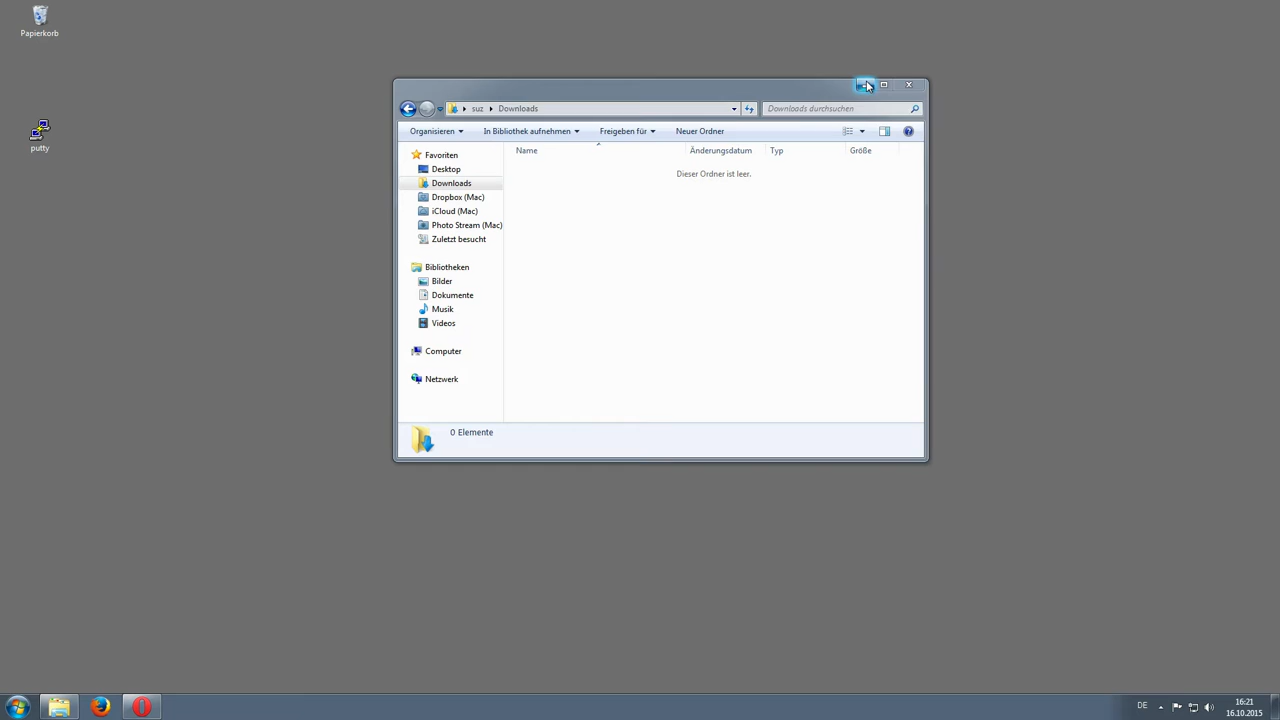 Papierkorb
putty
suz Downloads
Downloads durchsuchen
Organisieren In Bibliothek aufnehmen Freigeben für Neuer Ordner
Name Änderungsdatum Typ Größe
Dieser Ordner ist leer.
Favoriten
Desktop
Downloads
Dropbox (Mac)
iCloud (Mac)
Photo Stream (Mac)
Zuletzt besucht
Bibliotheken
Bilder
Dokumente
Musik
Videos
Computer
Netzwerk
0 Elemente
DE
16:21
16.10.2015